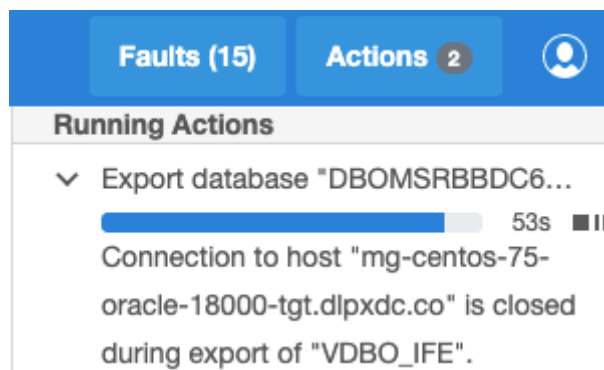 Faults (15) Actions 2
Running Actions
Export database "DBOMSRBBDC6...
53s
Connection to host "mg-centos-75-
oracle-18000-tgt.dlpxdc.co" is closed
during export of "VDBO_IFE".